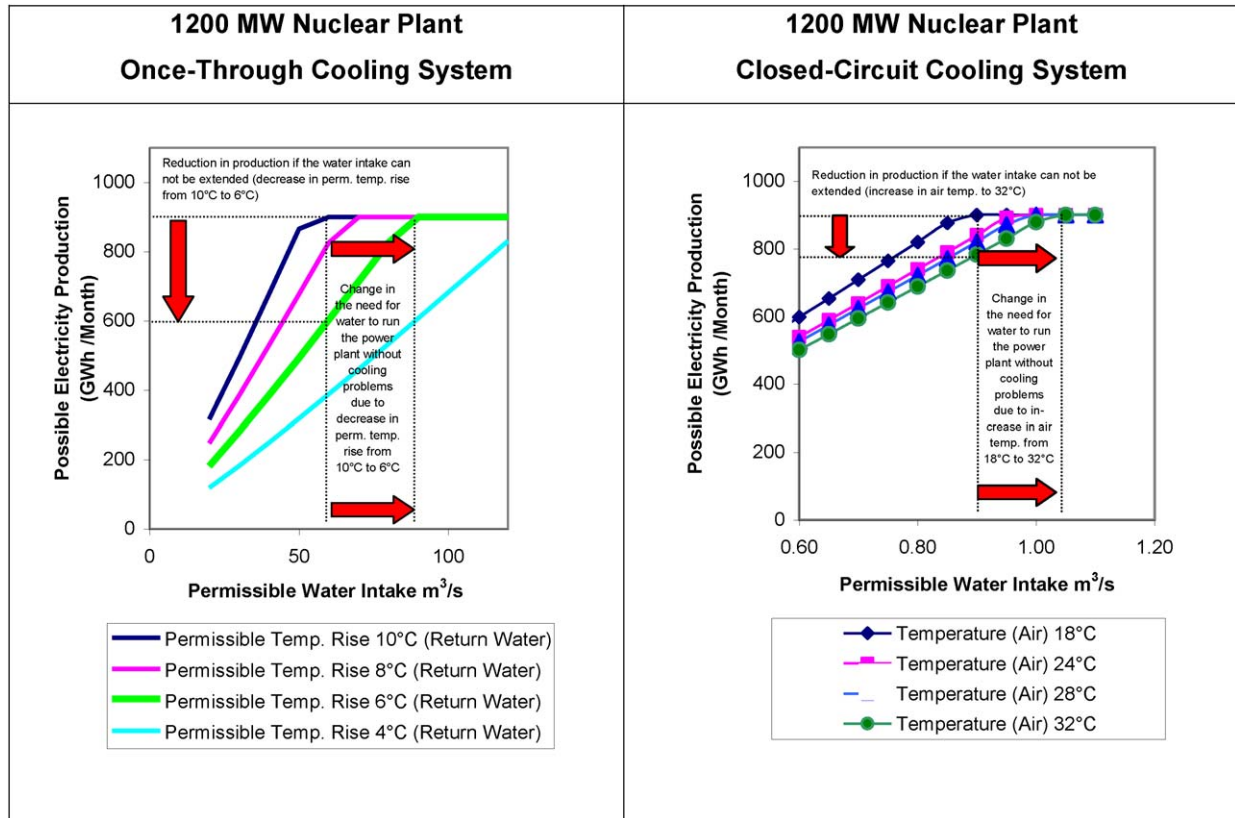 1200 MW Nuclear Plant
Once-Through Cooling System
Reduction in production if the water intake can
not be extended (decrease in perm. temp. rise
from 10°C to 6°C)
1000
800
600
400
200
0
Possible Electricity Production
(GWh /Month)
Change in
the need for
water to run
the power
plant without
cooling
problems
due to
decrease in
perm. temp.
rise from
10°C to 6°C
0
50
100
Permissible Water Intake m³/s
Permissible Temp. Rise 10°C (Return Water)
Permissible Temp. Rise 8°C (Return Water)
Permissible Temp. Rise 6°C (Return Water)
Permissible Temp. Rise 4°C (Return Water)
1200 MW Nuclear Plant
Closed-Circuit Cooling System
Reduction in production if the water intake can not be
extended (increase in air temp. to 32°C)
1000
800
600
400
200
0
Possible Electricity Production
(GWh /Month)
Change in
the need for
water to run
the power
plant without
cooling
problems
due to in-
crease in air
temp. from
18°C to 32°C
0.60
0.80
1.00
1.20
Permissible Water Intake m³/s
Temperature (Air) 18°C
Temperature (Air) 24°C
Temperature (Air) 28°C
Temperature (Air) 32°C